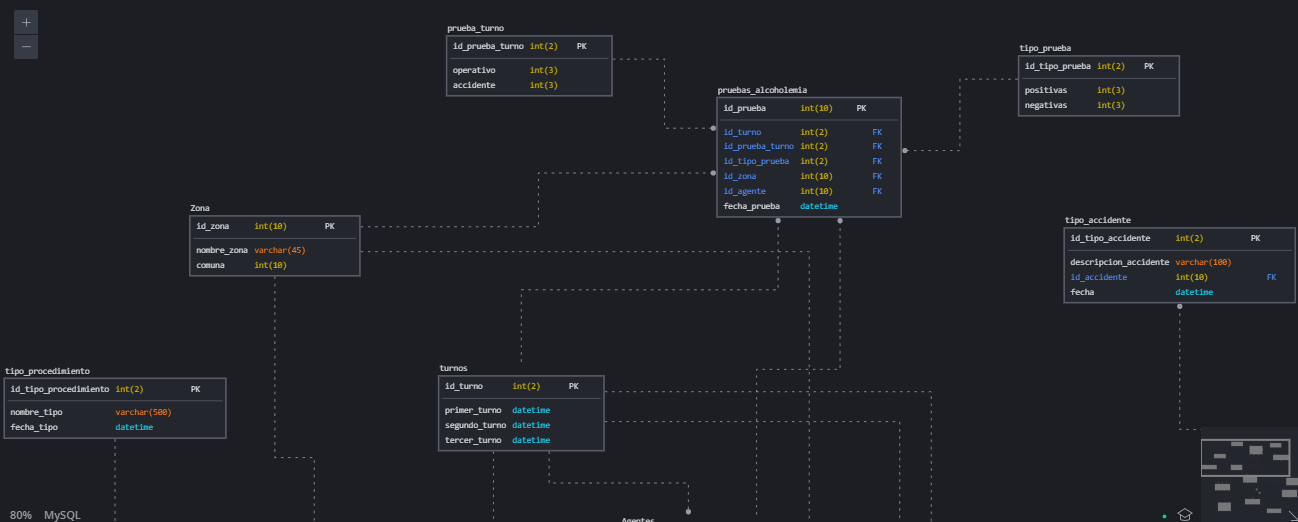 +
−
prueba_turno
id_prueba_turno int(2) PK
operativo int(3)
accidente int(3)
tipo_prueba
id_tipo_prueba int(2) PK
positivas int(3)
negativas int(3)
pruebas_alcoholemia
id_prueba int(10) PK
id_turno int(2) FK
id_prueba_turno int(2) FK
id_tipo_prueba int(2) FK
id_zona int(10) FK
id_agente int(10) FK
fecha_prueba datetime
Zona
id_zona int(10) PK
nombre_zona varchar(45)
comuna int(10)
tipo_accidente
id_tipo_accidente int(2) PK
descripcion_accidente varchar(100)
id_accidente int(10) FK
fecha datetime
tipo_procedimiento
id_tipo_procedimiento int(2) PK
nombre_tipo varchar(500)
fecha_tipo datetime
turnos
id_turno int(2) PK
primer_turno datetime
segundo_turno datetime
tercer_turno datetime
80% MySQL
Agentes